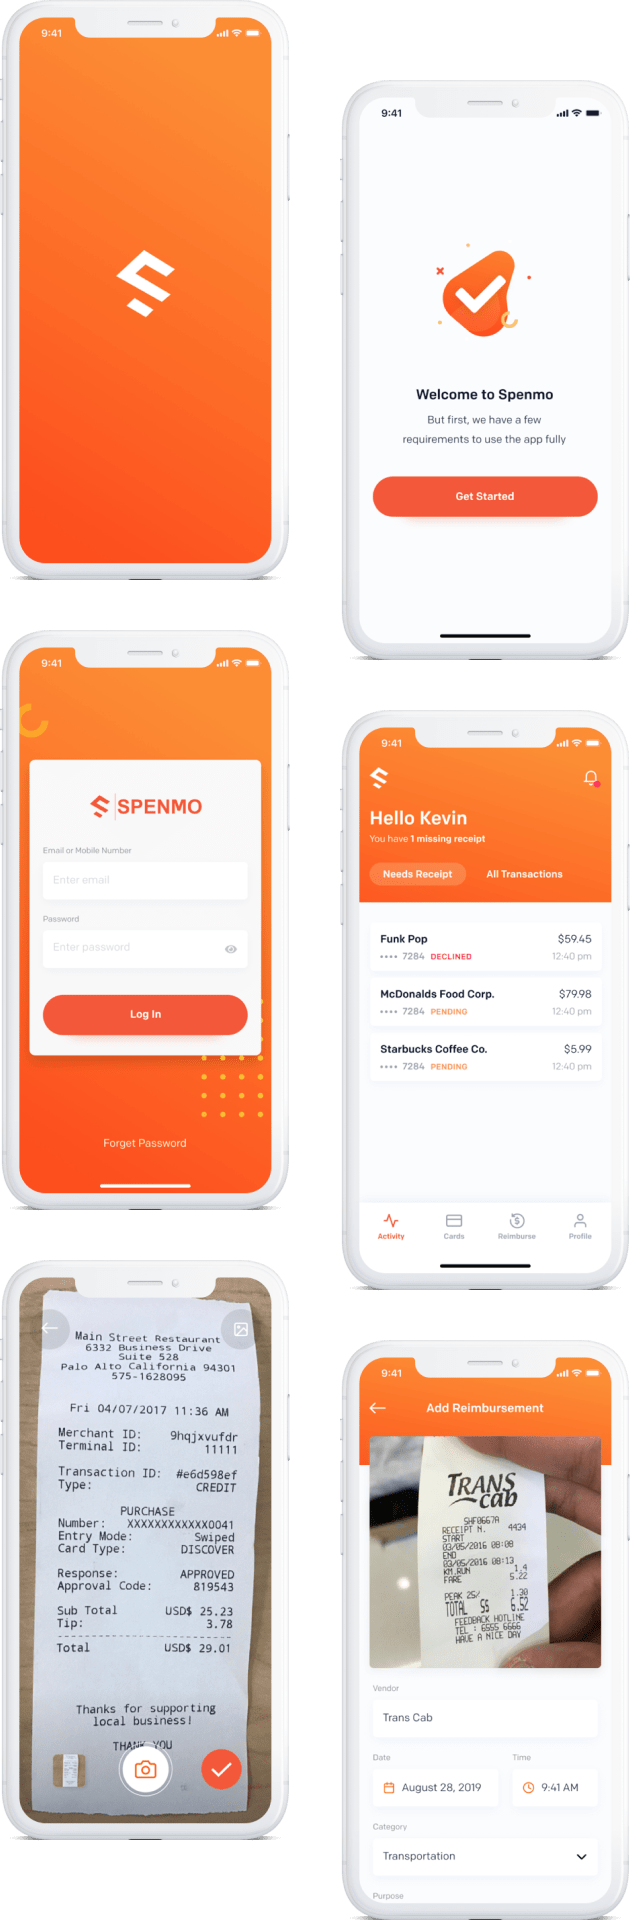 9:41
9:41
Welcome to Spenmo
But first, we have a few
requirements to use the app fully
Get Started
9:41
SPENMO
Email or Mobile Number
Enter email
Password
Enter password
Log In
Forget Password
9:41
Hello Kevin
You have 1 missing receipt
Needs Receipt All Transactions
Funk Pop $59.45
•••• 7284 DECLINED 12:40 pm
McDonalds Food Corp. $79.98
•••• 7284 PENDING 12:40 pm
Starbucks Coffee Co. $5.99
•••• 7284 PENDING 12:40 pm
Activity Cards Reimburse Profile
Main Street Restaurant
6332 Business Drive
Suite 528
Palo Alto California 94301
575-1628095
Fri 04/07/2017 11:36 AM
Merchant ID: 9hqjxvufdr
Terminal ID: 11111
Transaction ID: #e6d598ef
Type: CREDIT
PURCHASE
Number: XXXXXXXXXXXX0041
Entry Mode: Swiped
Card Type: DISCOVER
Response: APPROVED
Approval Code: 819543
Sub Total USD$ 25.23
Tip: 3.78
Total USD$ 29.01
Thanks for supporting
local business!
THANK YOU
9:41
Add Reimbursement
TRANS
cab
SHF0667A
RECEIPT N. 4434
START
03/05/2016 08:08
END
03/05/2016 08:13
KM.RUN 1.4
FARE 5.22
PEAK 25% 1.30
TOTAL S$ 6.52
FEEDBACK HOTLINE
TEL : 6555 6666
HAVE A NICE DAY
Vendor
Trans Cab
Date Time
August 28, 2019 9:41 AM
Category
Transportation
Purpose